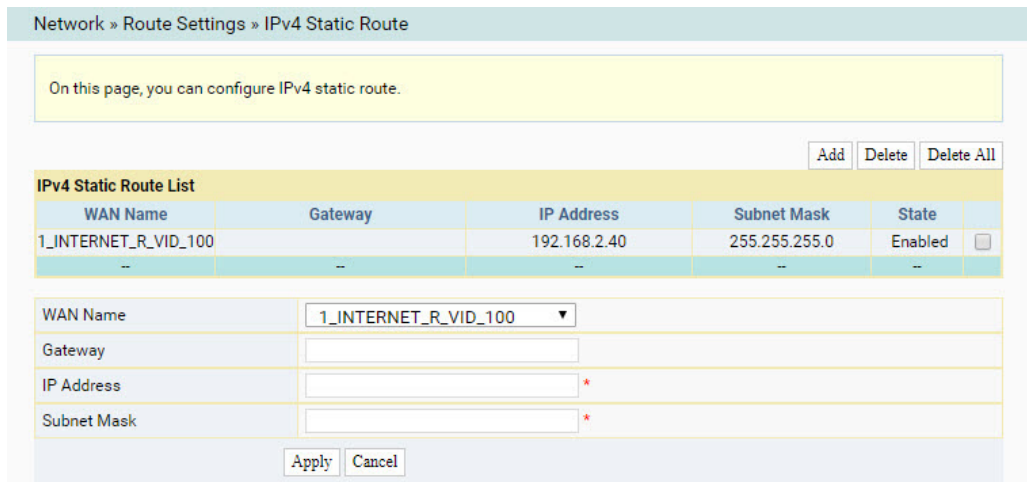 Network » Route Settings » IPv4 Static Route
On this page, you can configure IPv4 static route.
Add Delete Delete All
IPv4 Static Route List
WAN Name Gateway IP Address Subnet Mask State
1_INTERNET_R_VID_100 192.168.2.40 255.255.255.0 Enabled
-- -- -- -- --
WAN Name 1_INTERNET_R_VID_100
Gateway
IP Address *
Subnet Mask *
Apply Cancel